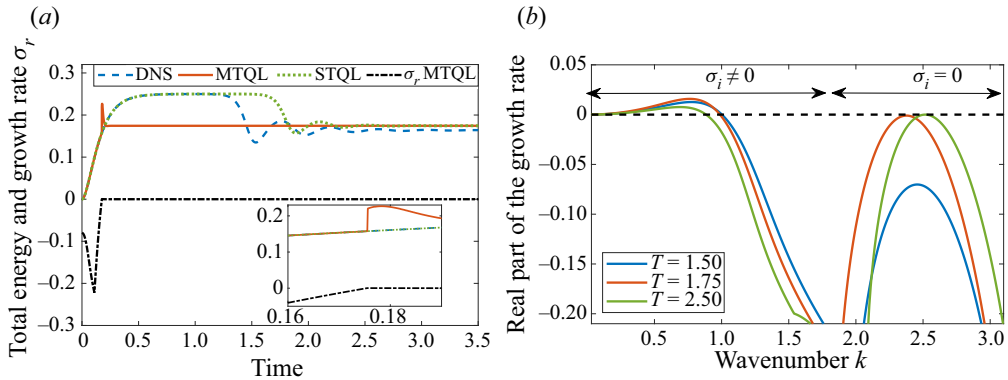 (a)
Total energy and growth rate σr
0.3
0.2
0.1
0
–0.1
–0.2
–0.3
DNS MTQL STQL σr MTQL
0.2
0.1
0
0.16 0.18
0 0.5 1.0 1.5 2.0 2.5 3.0 3.5
Time
(b)
Real part of the growth rate
0.05
0
–0.05
–0.10
–0.15
–0.20
σi ≠ 0 σi = 0
T = 1.50
T = 1.75
T = 2.50
0.5 1.0 1.5 2.0 2.5 3.0
Wavenumber k